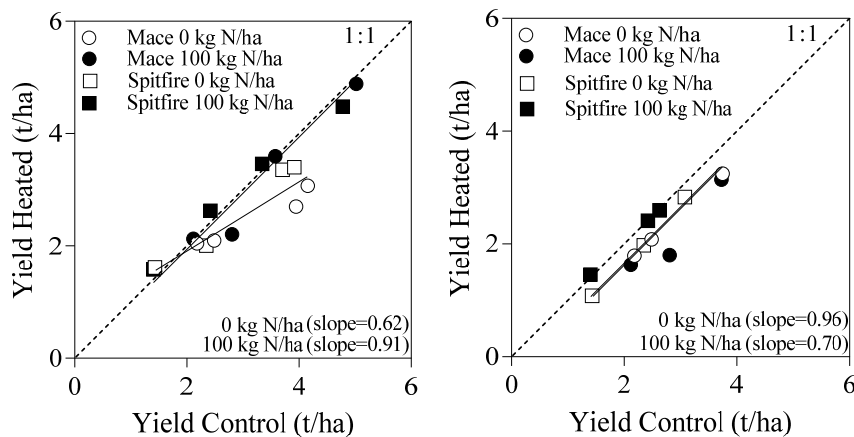 6
4
2
0
Yield Heated (t/ha)
Mace 0 kg N/ha
Mace 100 kg N/ha
Spitfire 0 kg N/ha
Spitfire 100 kg N/ha
1:1
0 kg N/ha (slope=0.62)
100 kg N/ha (slope=0.91)
0 2 4 6
Yield Control (t/ha)
6
4
2
0
Yield Heated (t/ha)
Mace 0 kg N/ha
Mace 100 kg N/ha
Spitfire 0 kg N/ha
Spitfire 100 kg N/ha
1:1
0 kg N/ha (slope=0.96)
100 kg N/ha (slope=0.70)
0 2 4 6
Yield Control (t/ha)